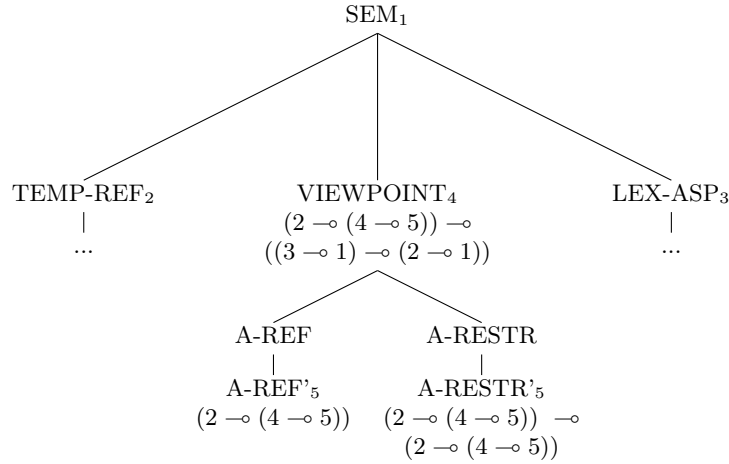 SEM₁
TEMP-REF₂ VIEWPOINT₄ LEX-ASP₃
(2 ⊸ (4 ⊸ 5)) ⊸
... ((3 ⊸ 1) ⊸ (2 ⊸ 1)) ...
A-REF A-RESTR
A-REF'₅ A-RESTR'₅
(2 ⊸ (4 ⊸ 5)) (2 ⊸ (4 ⊸ 5)) ⊸
(2 ⊸ (4 ⊸ 5))